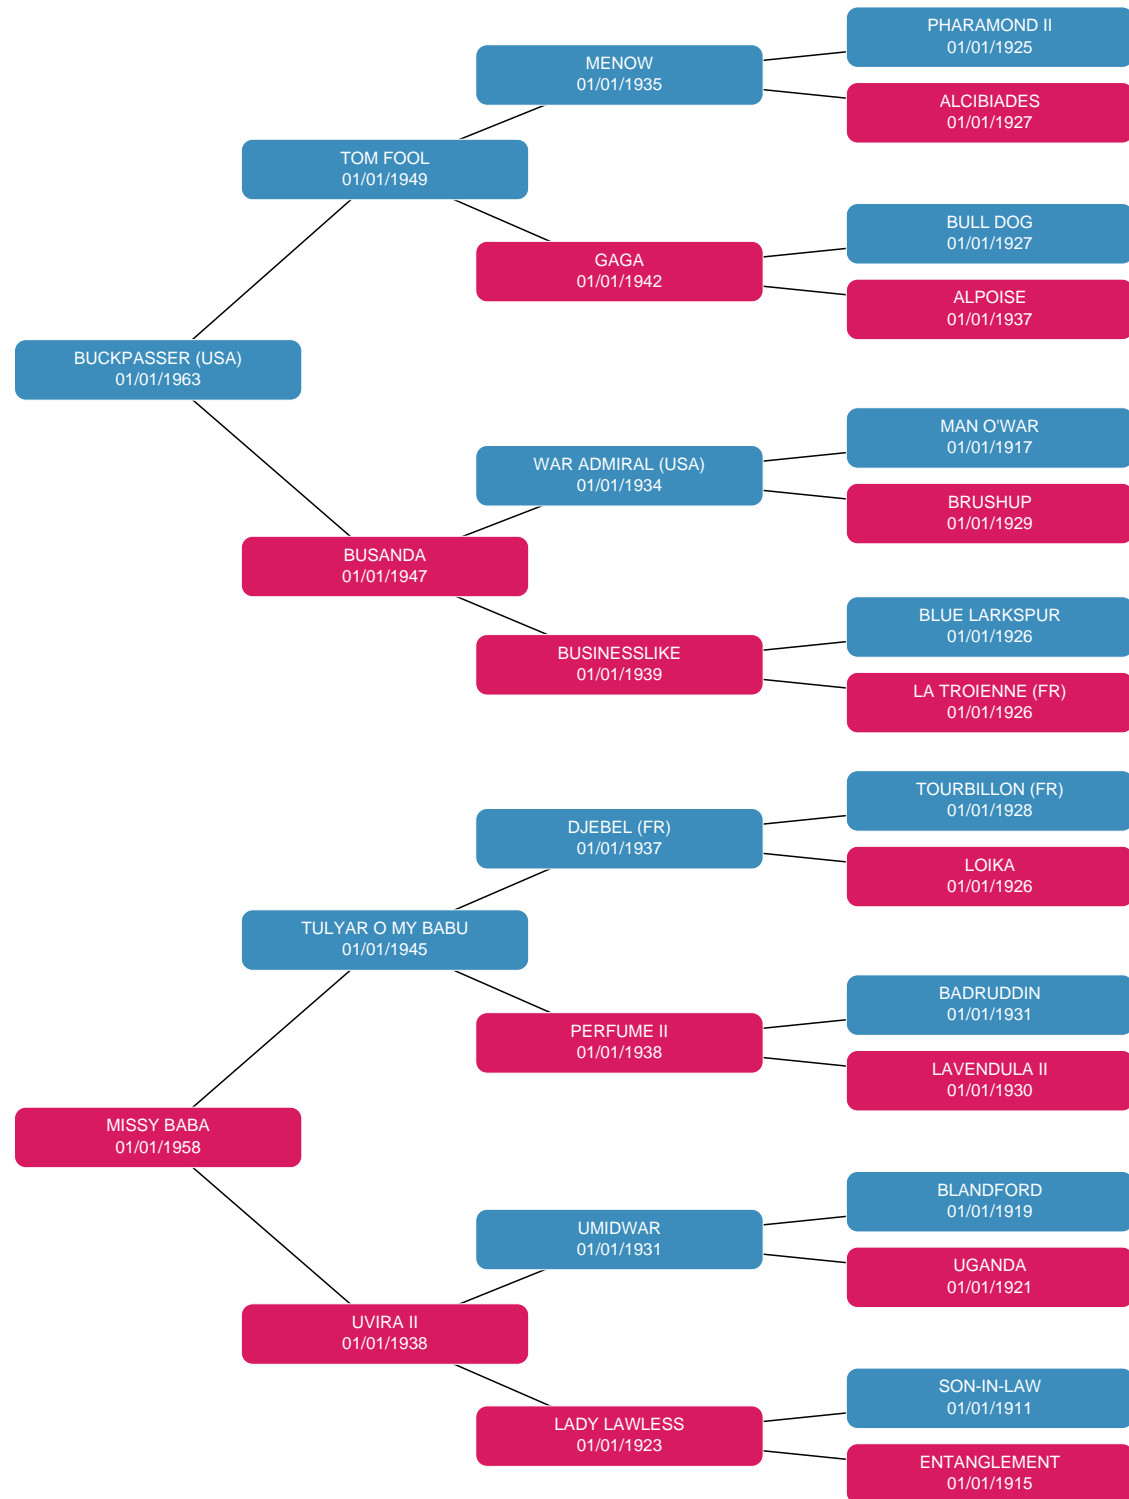 PHARAMOND II
01/01/1925
MENOW
01/01/1935
ALCIBIADES
01/01/1927
TOM FOOL
01/01/1949
BULL DOG
01/01/1927
GAGA
01/01/1942
ALPOISE
01/01/1937
BUCKPASSER (USA)
01/01/1963
MAN O'WAR
01/01/1917
WAR ADMIRAL (USA)
01/01/1934
BRUSHUP
01/01/1929
BUSANDA
01/01/1947
BLUE LARKSPUR
01/01/1926
BUSINESSLIKE
01/01/1939
LA TROIENNE (FR)
01/01/1926
TOURBILLON (FR)
01/01/1928
DJEBEL (FR)
01/01/1937
LOIKA
01/01/1926
TULYAR O MY BABU
01/01/1945
BADRUDDIN
01/01/1931
PERFUME II
01/01/1938
LAVENDULA II
01/01/1930
MISSY BABA
01/01/1958
BLANDFORD
01/01/1919
UMIDWAR
01/01/1931
UGANDA
01/01/1921
UVIRA II
01/01/1938
SON-IN-LAW
01/01/1911
LADY LAWLESS
01/01/1923
ENTANGLEMENT
01/01/1915